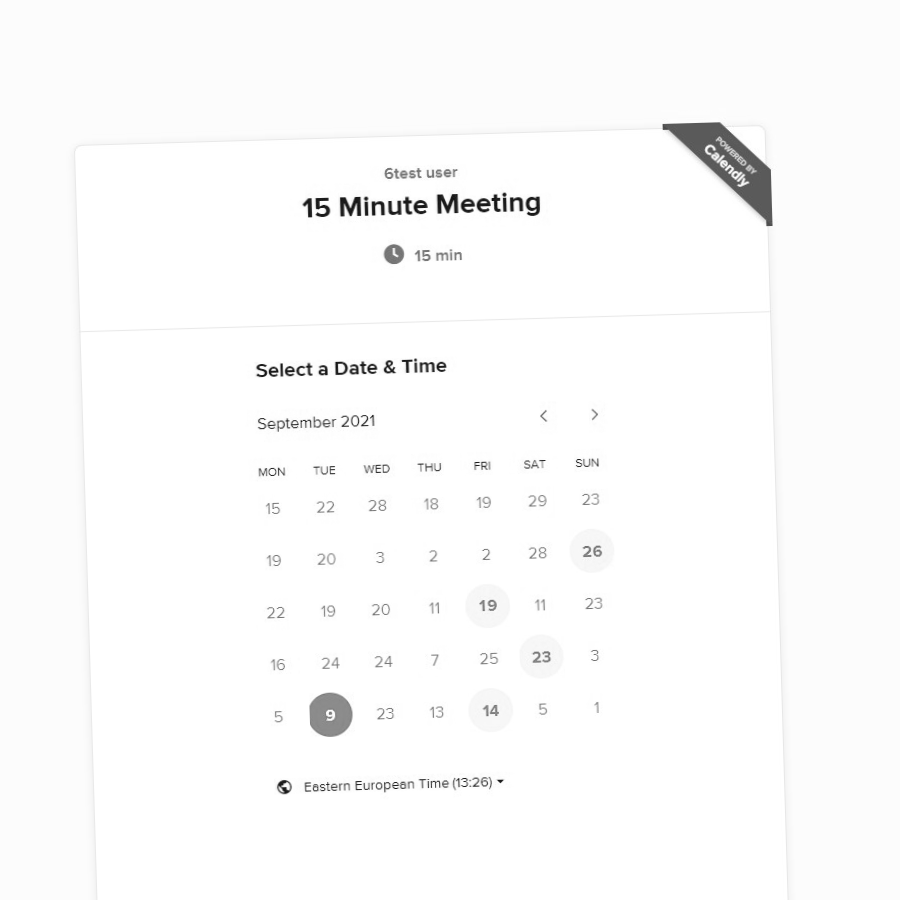 POWERED BY
Calendly
6test user
15 Minute Meeting
15 min
Select a Date & Time
September 2021
MON TUE WED THU FRI SAT SUN
15 22 28 18 19 29 23
19 20 3 2 2 28 26
22 19 20 11 19 11 23
16 24 24 7 25 23 3
5 9 23 13 14 5 1
Eastern European Time (13:26)